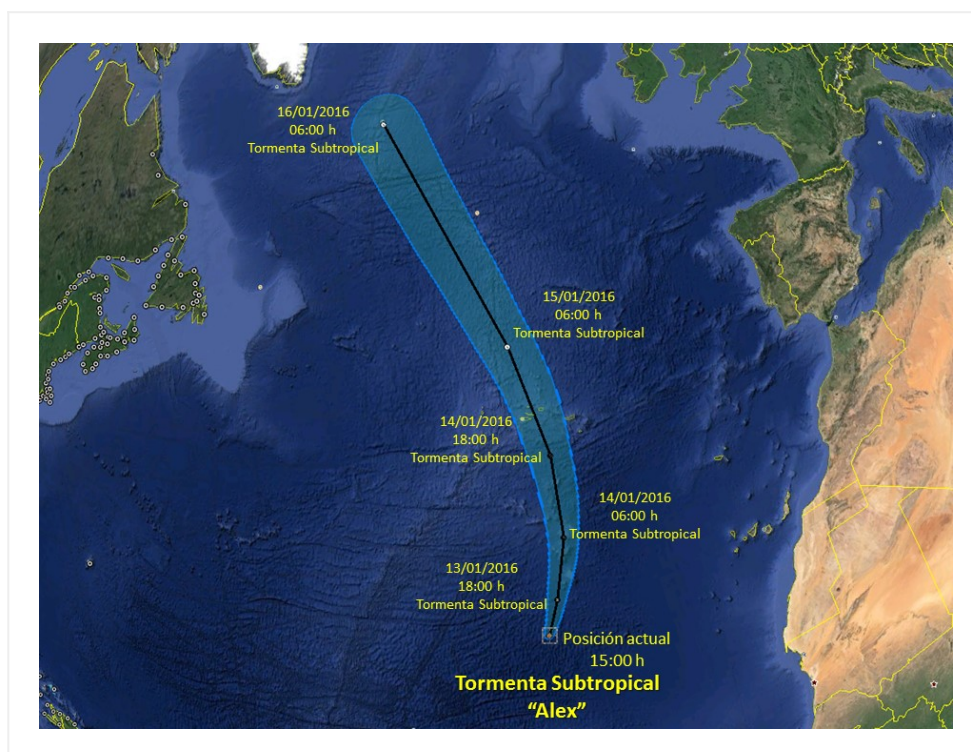 16/01/2016
06:00 h
Tormenta Subtropical
15/01/2016
06:00 h
Tormenta Subtropical
14/01/2016
18:00 h
Tormenta Subtropical
14/01/2016
06:00 h
Tormenta Subtropical
13/01/2016
18:00 h
Tormenta Subtropical
Posición actual
15:00 h
Tormenta Subtropical
“Alex”